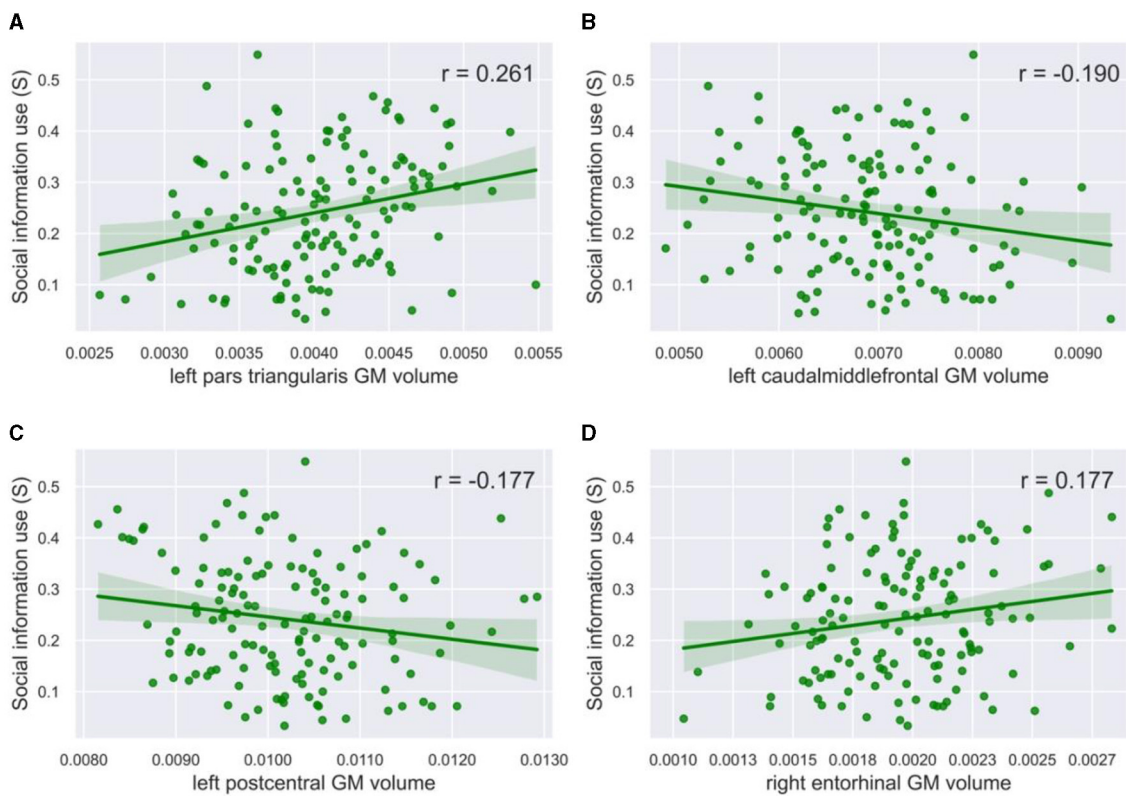 A
B
r = 0.261
r = -0.190
Social information use (S)
0.5
0.4
0.3
0.2
0.1
0.0025 0.0030 0.0035 0.0040 0.0045 0.0050 0.0055
left pars triangularis GM volume
Social information use (S)
0.5
0.4
0.3
0.2
0.1
0.0050 0.0060 0.0070 0.0080 0.0090
left caudalmiddlefrontal GM volume
C
D
r = -0.177
r = 0.177
Social information use (S)
0.5
0.4
0.3
0.2
0.1
0.0080 0.0090 0.0100 0.0110 0.0120 0.0130
left postcentral GM volume
Social information use (S)
0.5
0.4
0.3
0.2
0.1
0.0010 0.0013 0.0015 0.0018 0.0020 0.0023 0.0025 0.0027
right entorhinal GM volume